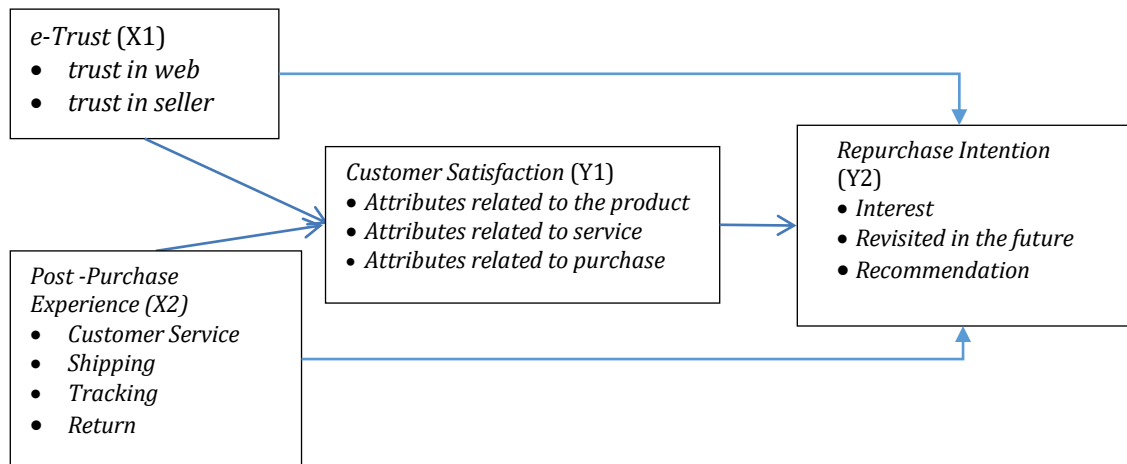 e-Trust (X1)
• trust in web
• trust in seller
Customer Satisfaction (Y1)
• Attributes related to the product
• Attributes related to service
• Attributes related to purchase
Repurchase Intention
(Y2)
• Interest
• Revisited in the future
• Recommendation
Post -Purchase
Experience (X2)
• Customer Service
• Shipping
• Tracking
• Return